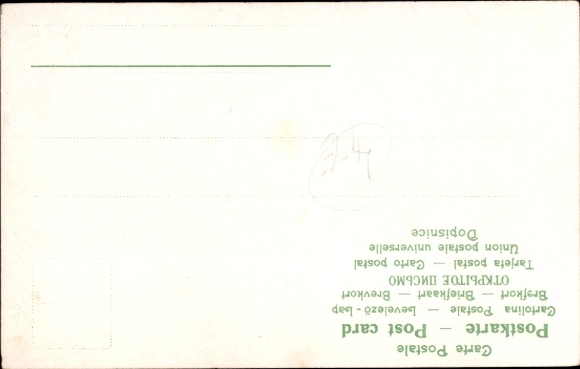 Carte Postale
Postkarte — Post card
Cartolina Postale — Levelező-Lap
Brefkort — Briefkaart — Brevkort
ОТКРЫТОЕ ПИСЬМО
Tarjeta postal — Carto postal
Union postale universelle
Dopisnice